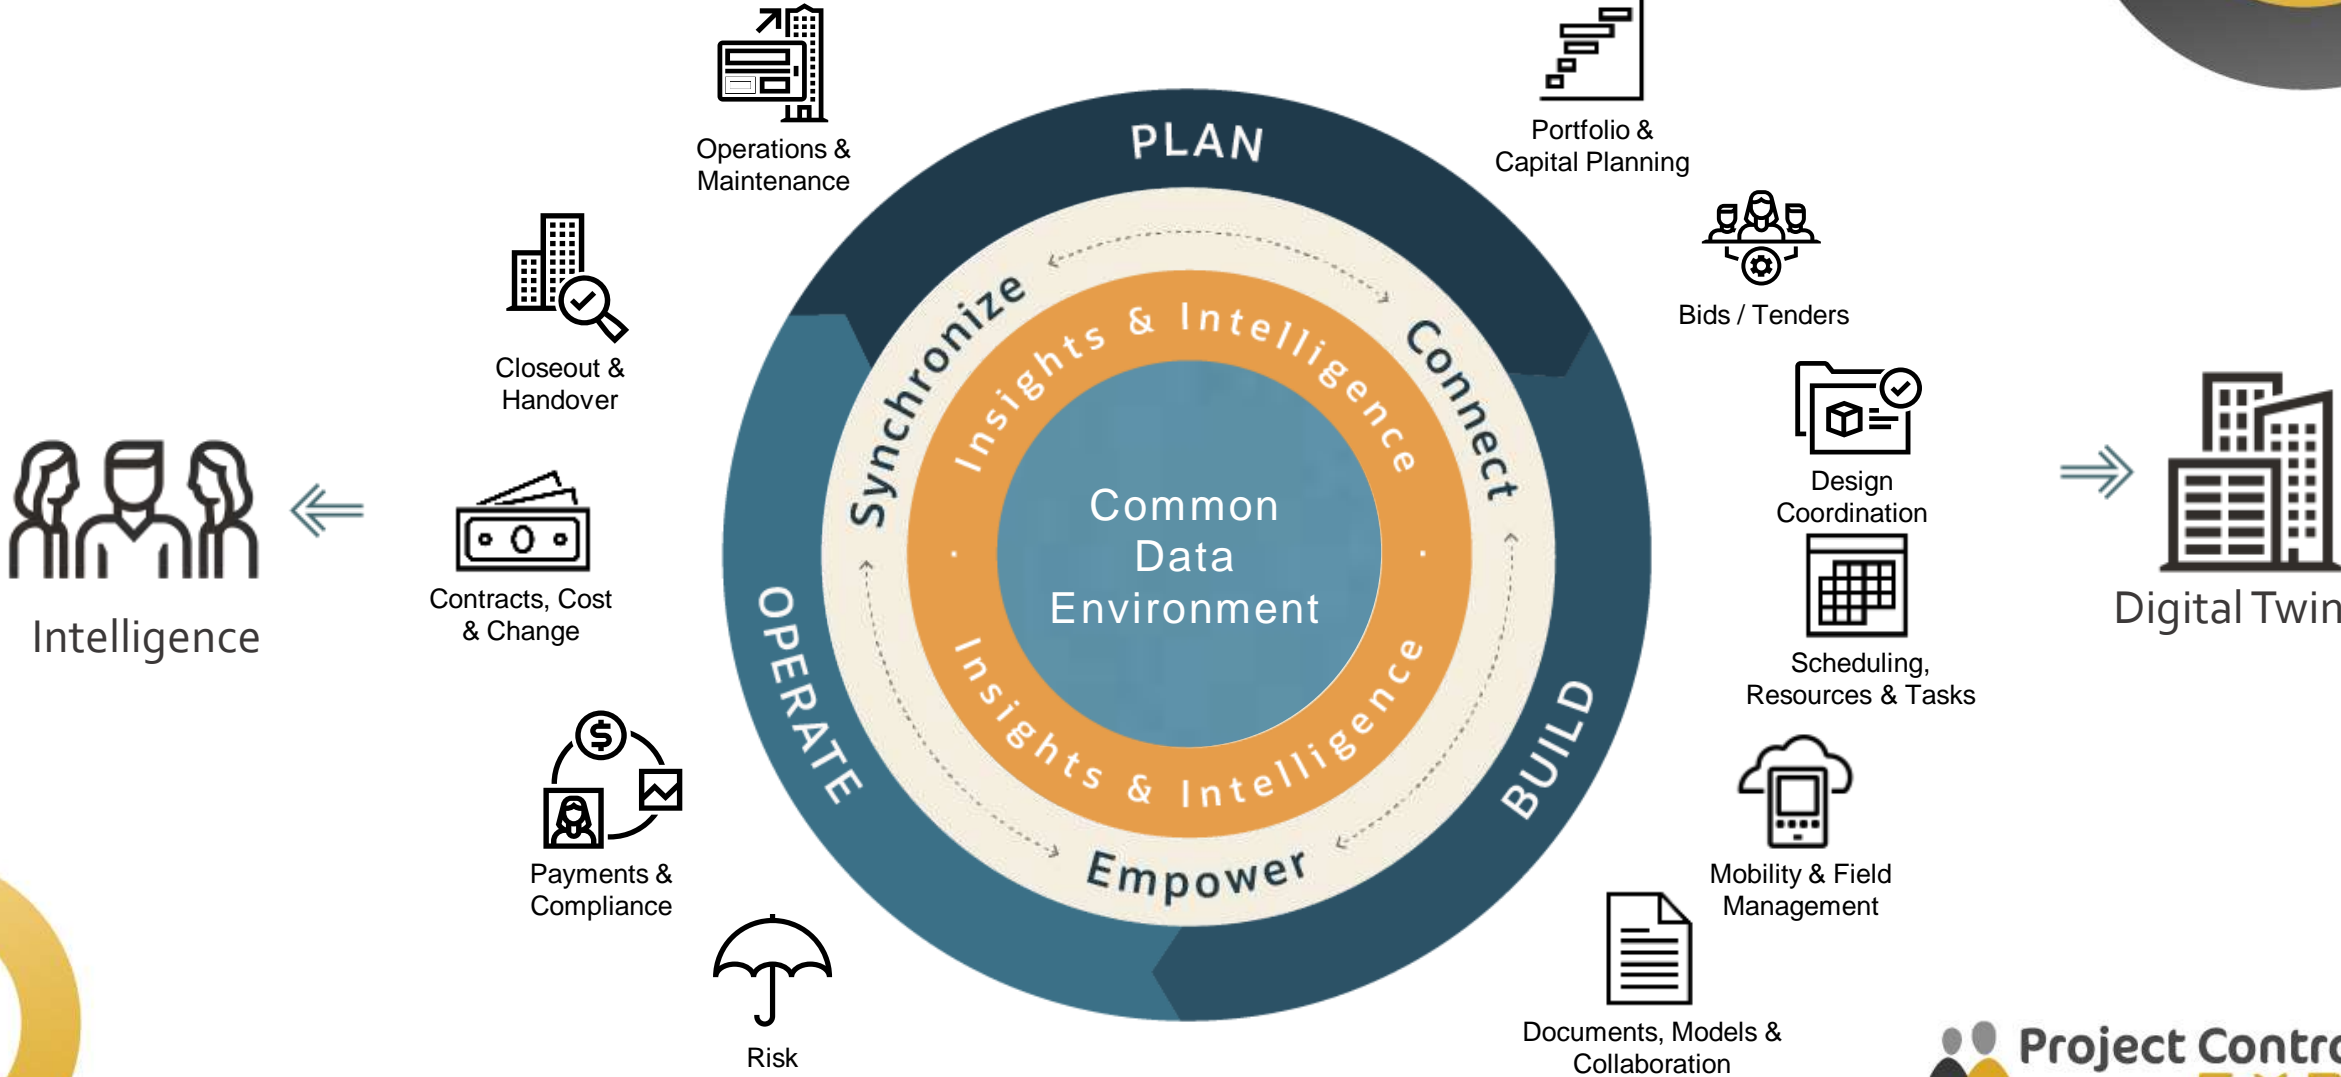 PLAN
Operations &
Maintenance
Portfolio &
Capital Planning
Bids / Tenders
Closeout &
Handover
Synchronize
Connect
Insights & Intelligence
Design
Coordination
Common
Data
Environment
Contracts, Cost
& Change
Intelligence
Digital Twin
Scheduling,
Resources & Tasks
OPERATE
BUILD
Insights & Intelligence
Empower
Payments &
Compliance
Mobility & Field
Management
Risk
Documents, Models &
Collaboration
Project